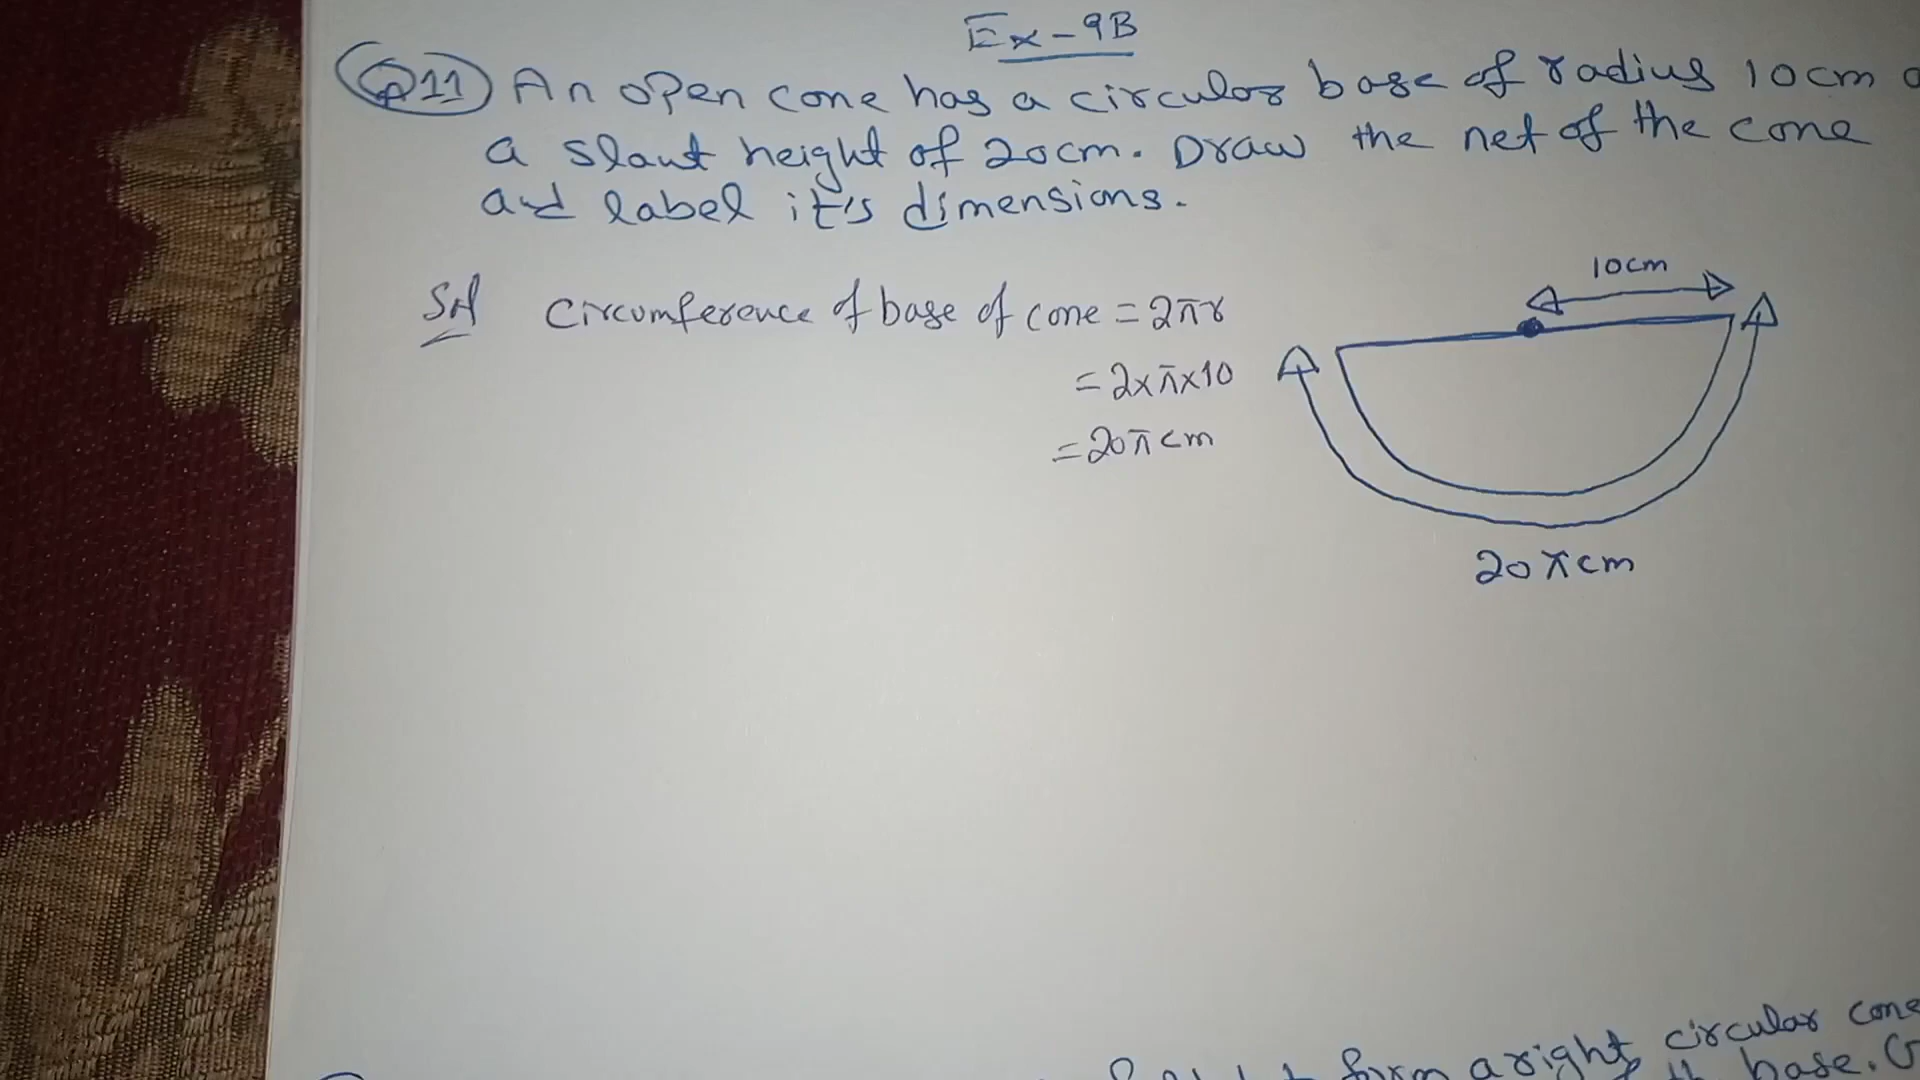 Ex-9B
Q11 An open cone has a circular base of radius 10cm
a slant height of 20cm. Draw the net of the cone
and label it's dimensions.
Sol Circumference of base of cone = 2πr
= 2×π×10
= 20π cm
10cm
20πcm
form a right circular cone
base.